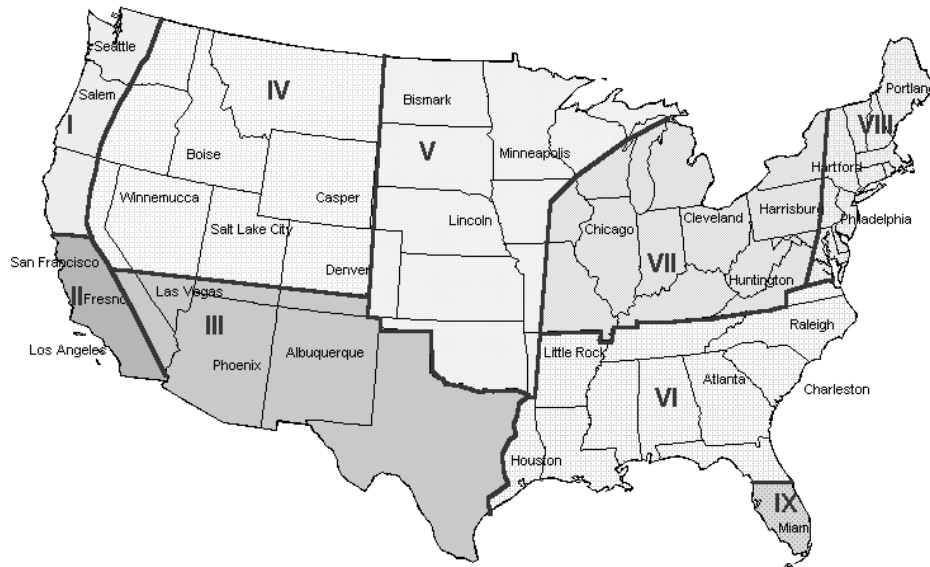 Seattle
Portlan
IV
Salem
Bismark
I
VIII
V
Minneapolis
Boise
Hartford
Winnemucca
Casper
Harrisburg
Lincoln
Cleveland
Philadelphia
Salt Lake City
Chicago
San Francisco
Denver
VII
Huntington
Las Vegas
II
Fresno
III
Raleigh
Los Angeles
Albuquerque
Little Rock
Phoenix
Atlanta
Charleston
VI
Houston
IX
Miam